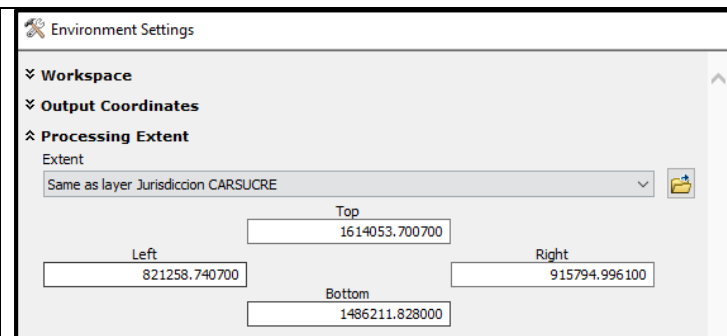 Environment Settings
Workspace
Output Coordinates
Processing Extent
Extent
Same as layer Jurisdiccion CARSUCRE
Top
1614053.700700
Left
Right
821258.740700
915794.996100
Bottom
1486211.828000